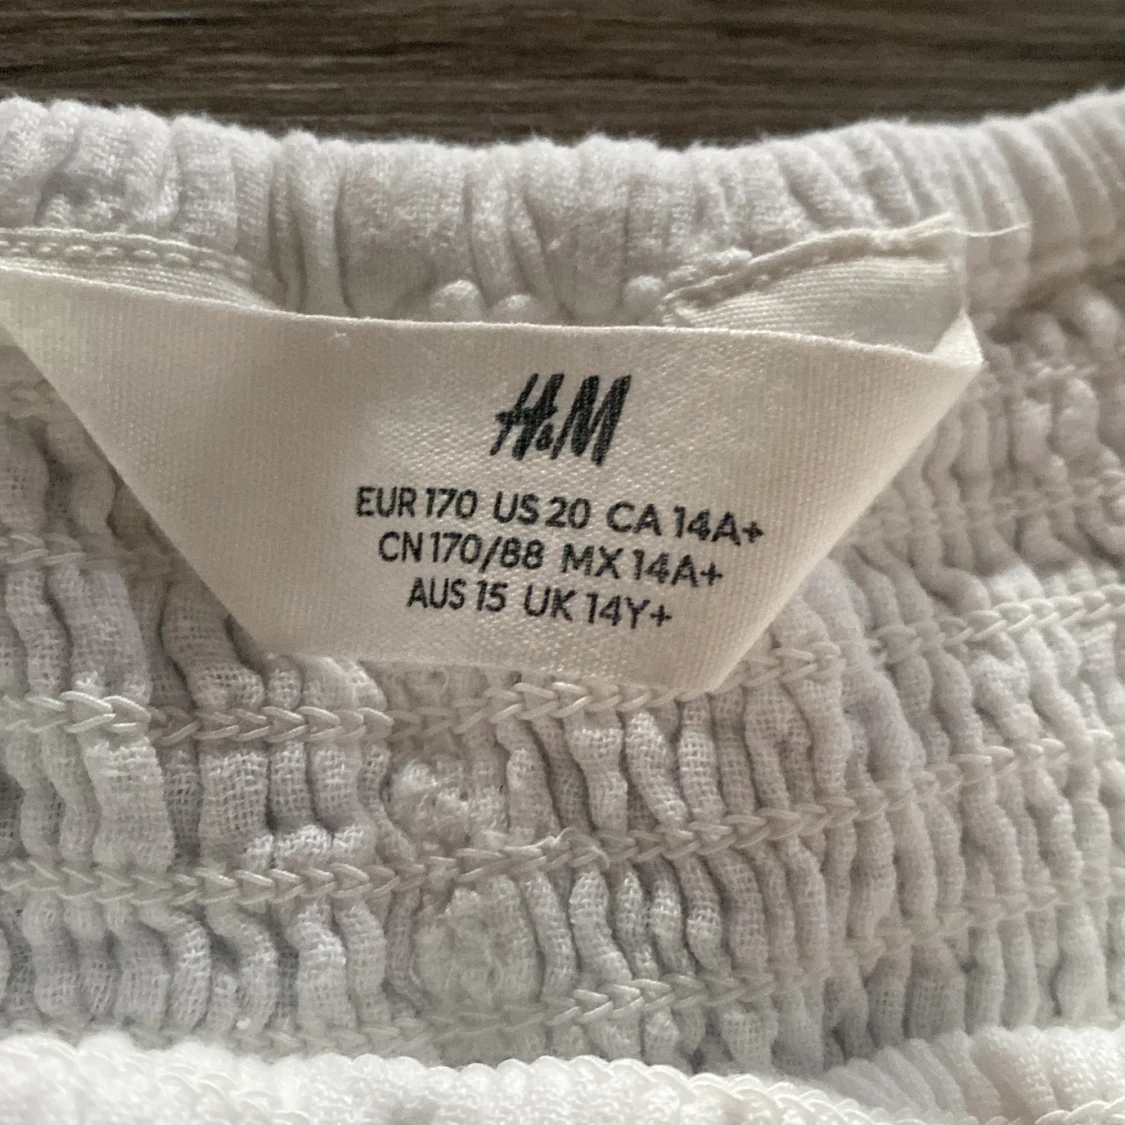 H&M
EUR 170 US 20 CA 14A+
CN 170/88 MX 14A+
AUS 15 UK 14Y+